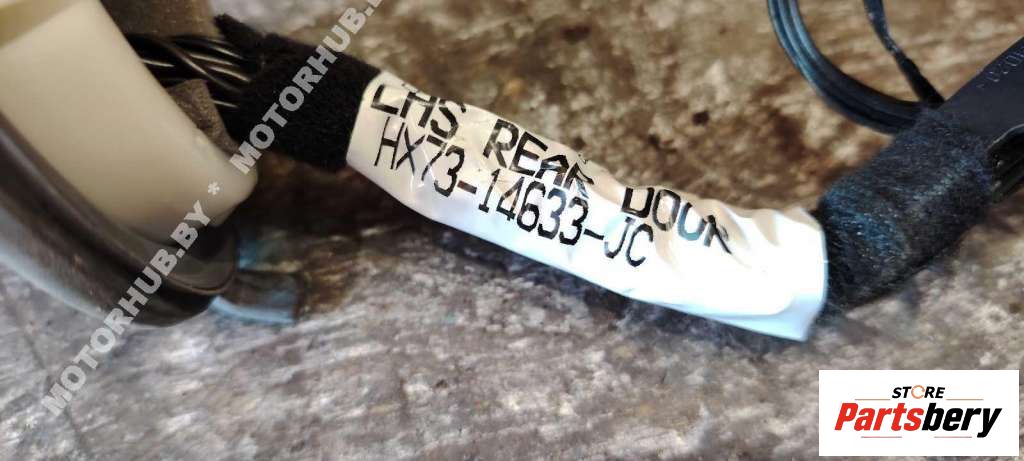 LHS REAR DOOR
HX73-14633-JC
MOTORHUB.BY * MOTORHUB.BY
STORE
Partsbery